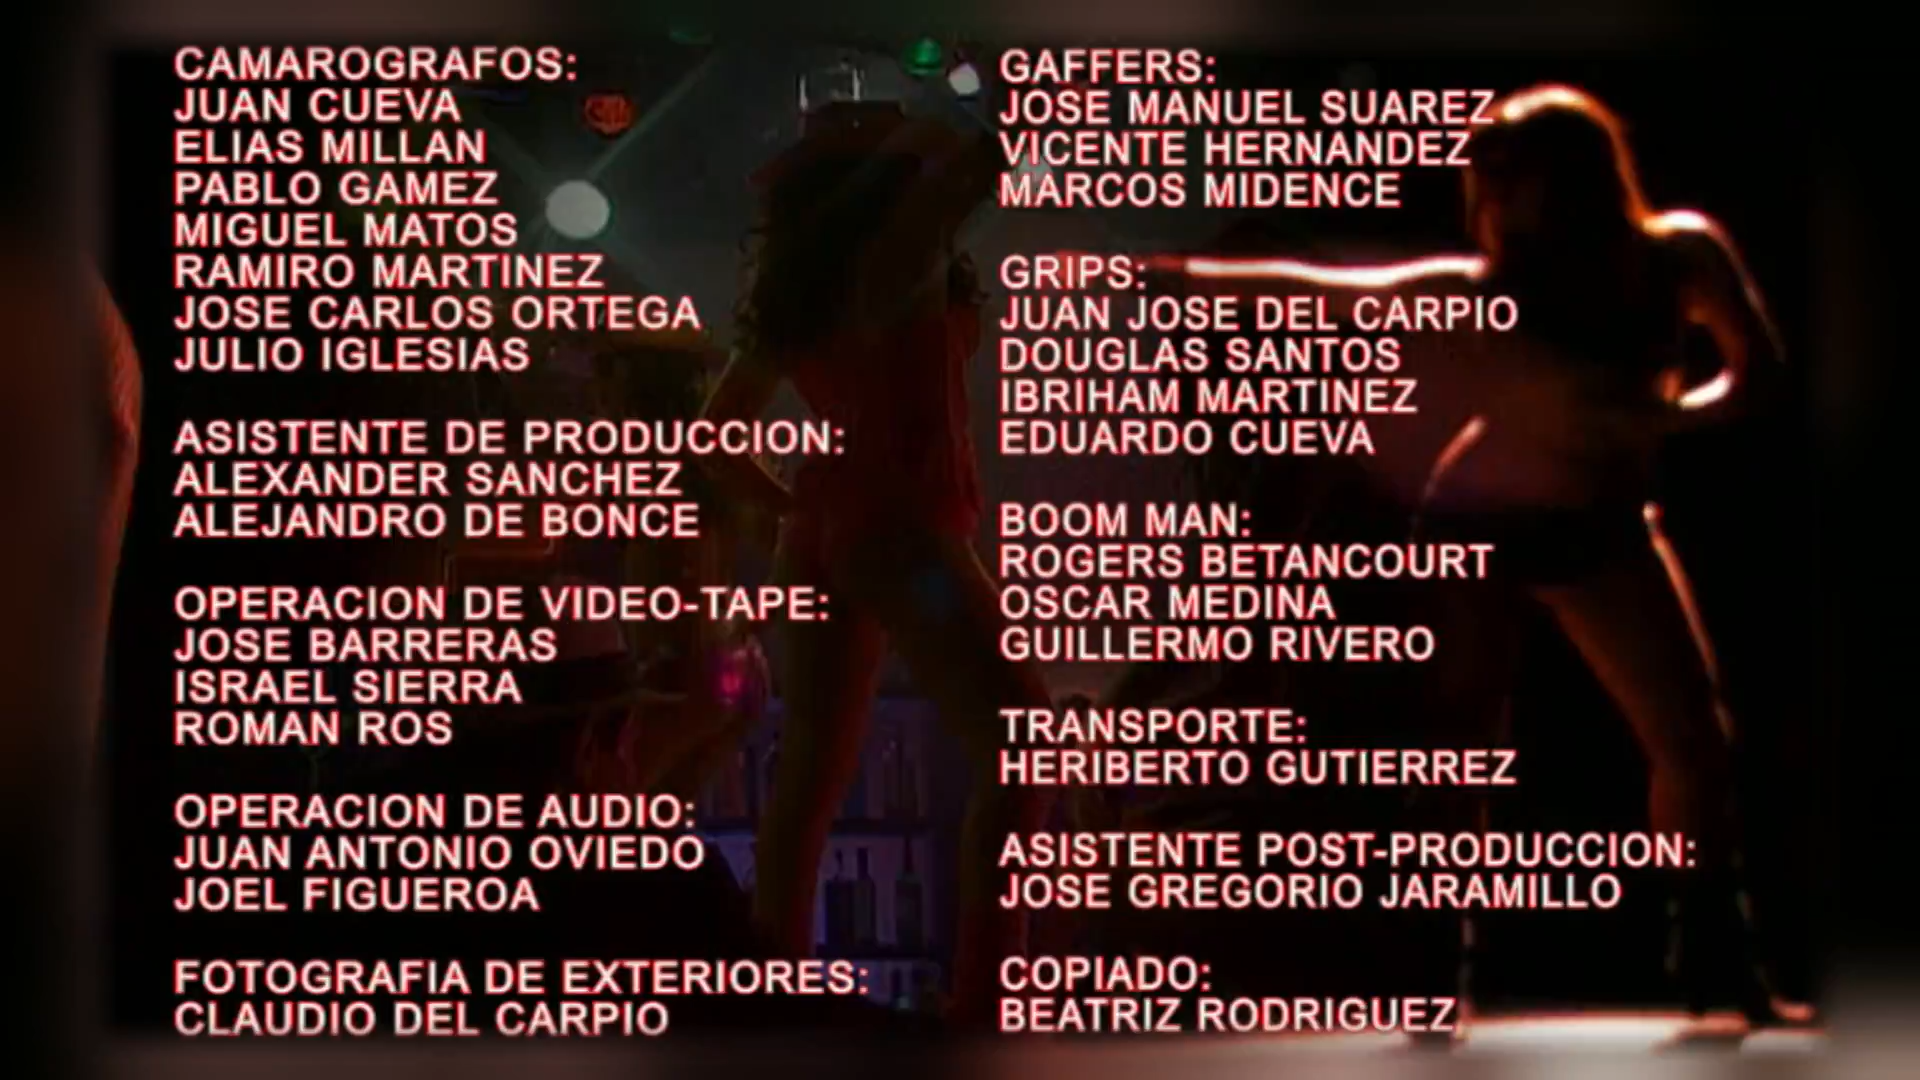 CAMAROGRAFOS:
JUAN CUEVA
ELIAS MILLAN
PABLO GAMEZ
MIGUEL MATOS
RAMIRO MARTINEZ
JOSE CARLOS ORTEGA
JULIO IGLESIAS
ASISTENTE DE PRODUCCION:
ALEXANDER SANCHEZ
ALEJANDRO DE BONCE
OPERACION DE VIDEO-TAPE:
JOSE BARRERAS
ISRAEL SIERRA
ROMAN ROS
OPERACION DE AUDIO:
JUAN ANTONIO OVIEDO
JOEL FIGUEROA
FOTOGRAFIA DE EXTERIORES:
CLAUDIO DEL CARPIO
GAFFERS:
JOSE MANUEL SUAREZ
VICENTE HERNANDEZ
MARCOS MIDENCE
GRIPS:
JUAN JOSE DEL CARPIO
DOUGLAS SANTOS
IBRIHAM MARTINEZ
EDUARDO CUEVA
BOOM MAN:
ROGERS BETANCOURT
OSCAR MEDINA
GUILLERMO RIVERO
TRANSPORTE:
HERIBERTO GUTIERREZ
ASISTENTE POST-PRODUCCION:
JOSE GREGORIO JARAMILLO
COPIADO:
BEATRIZ RODRIGUEZ